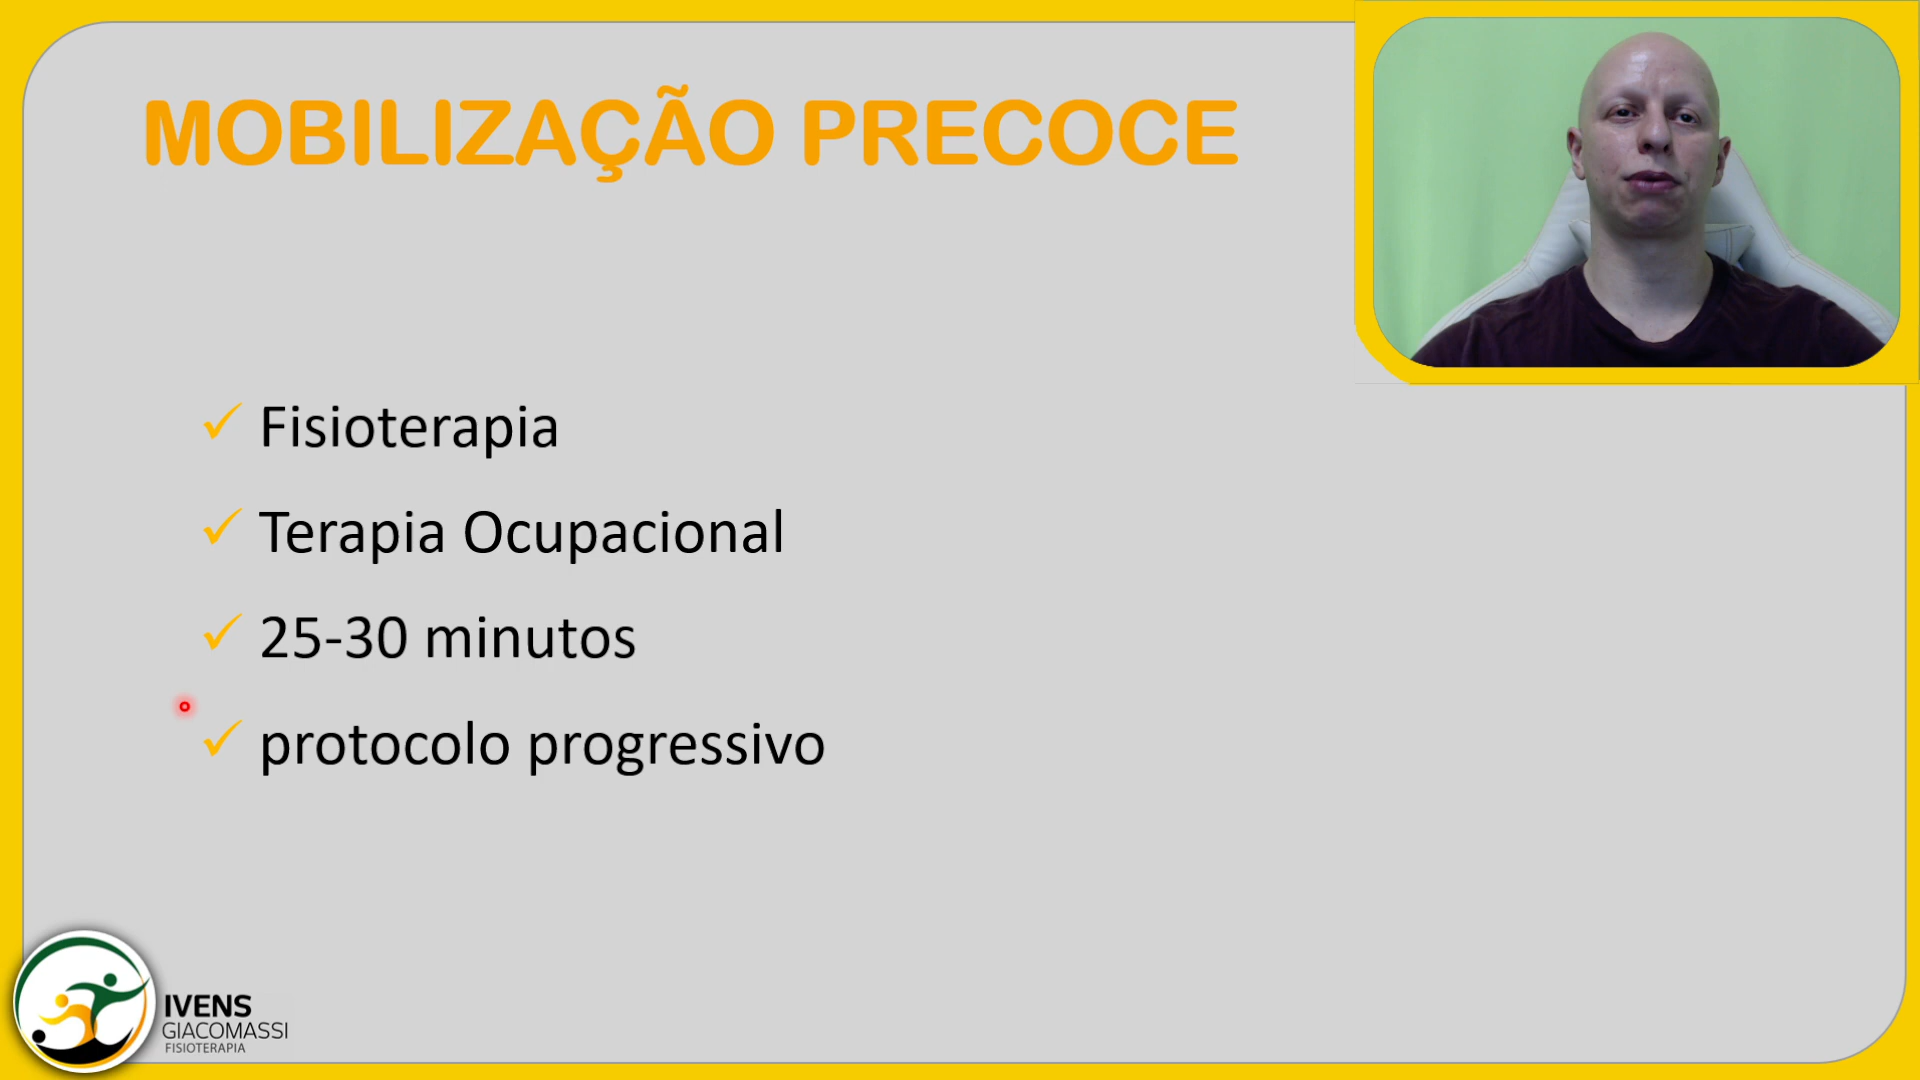 MOBILIZAÇÃO PRECOCE
Fisioterapia
Terapia Ocupacional
25-30 minutos
protocolo progressivo
IVENS
GIACOMASSI
FISIOTERAPIA